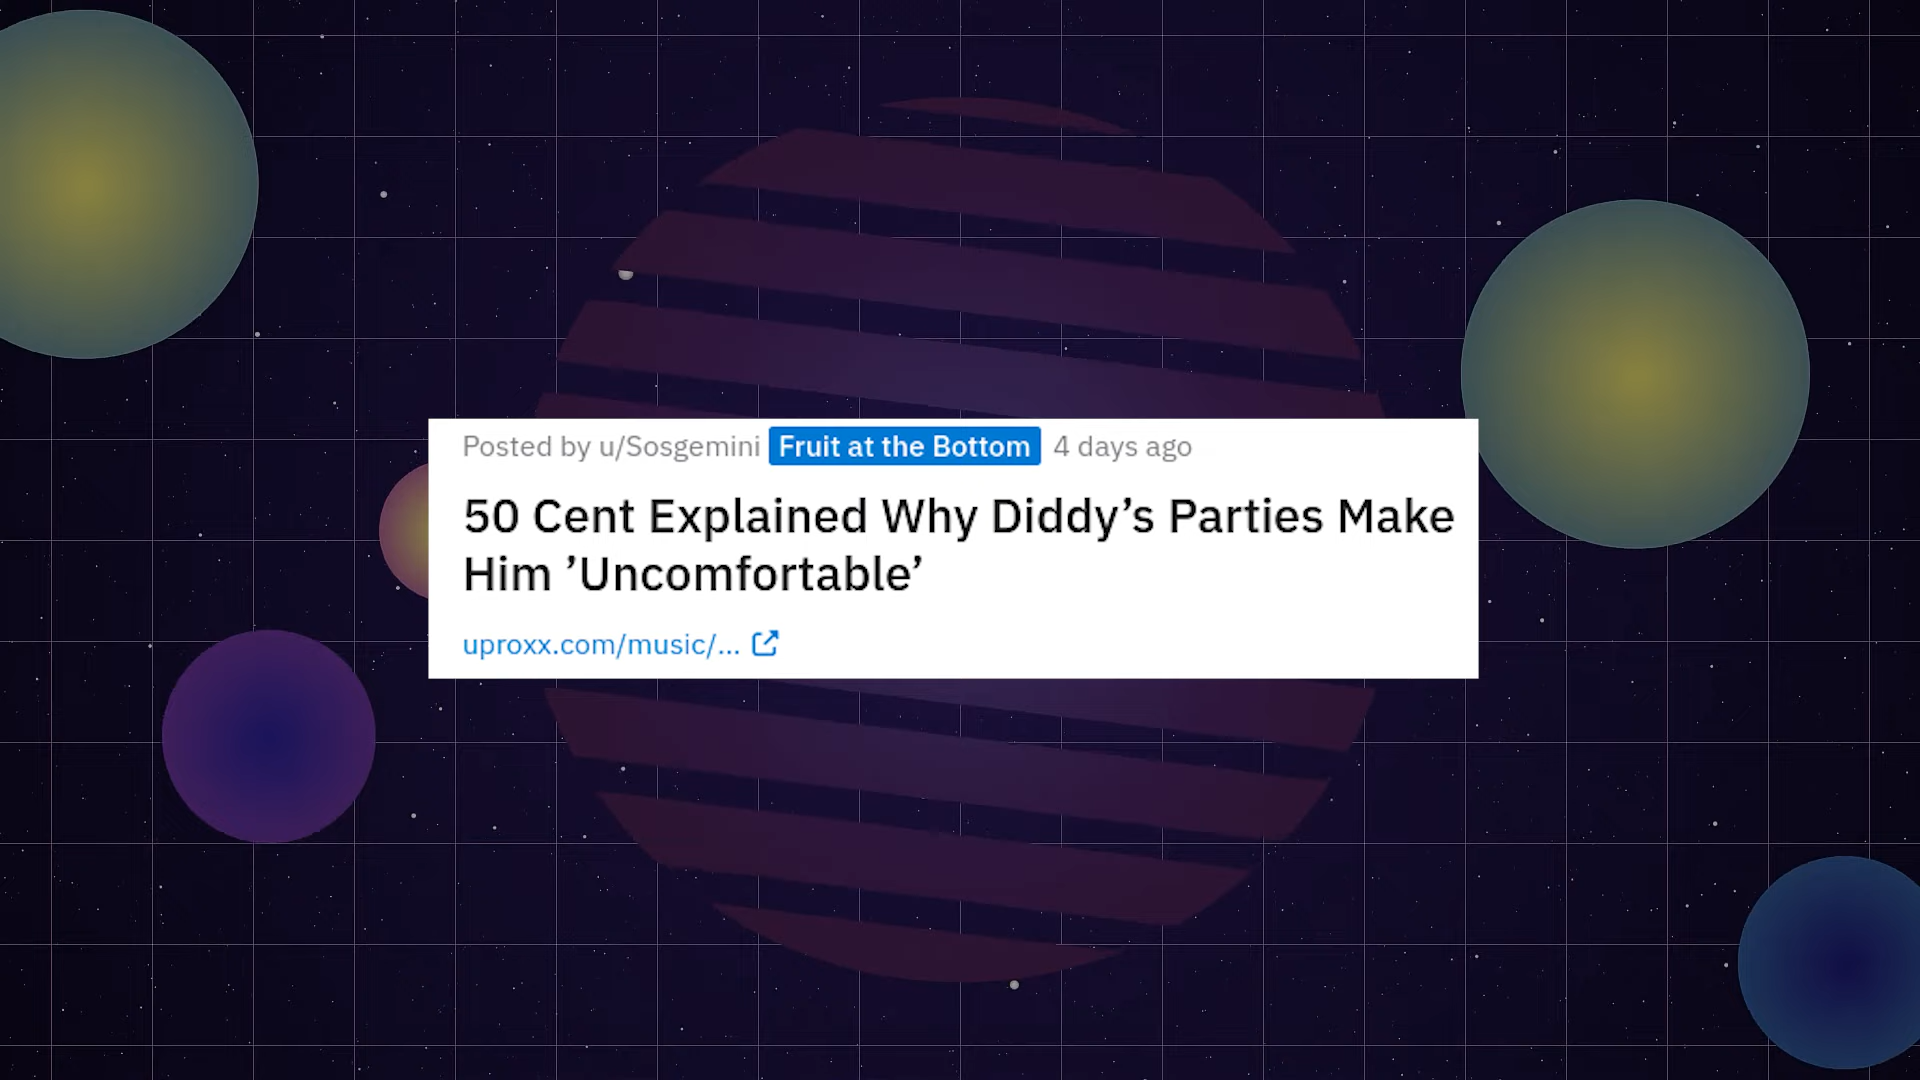 Posted by u/Sosgemini Fruit at the Bottom 4 days ago
50 Cent Explained Why Diddy’s Parties Make
Him ’Uncomfortable’
uproxx.com/music/...